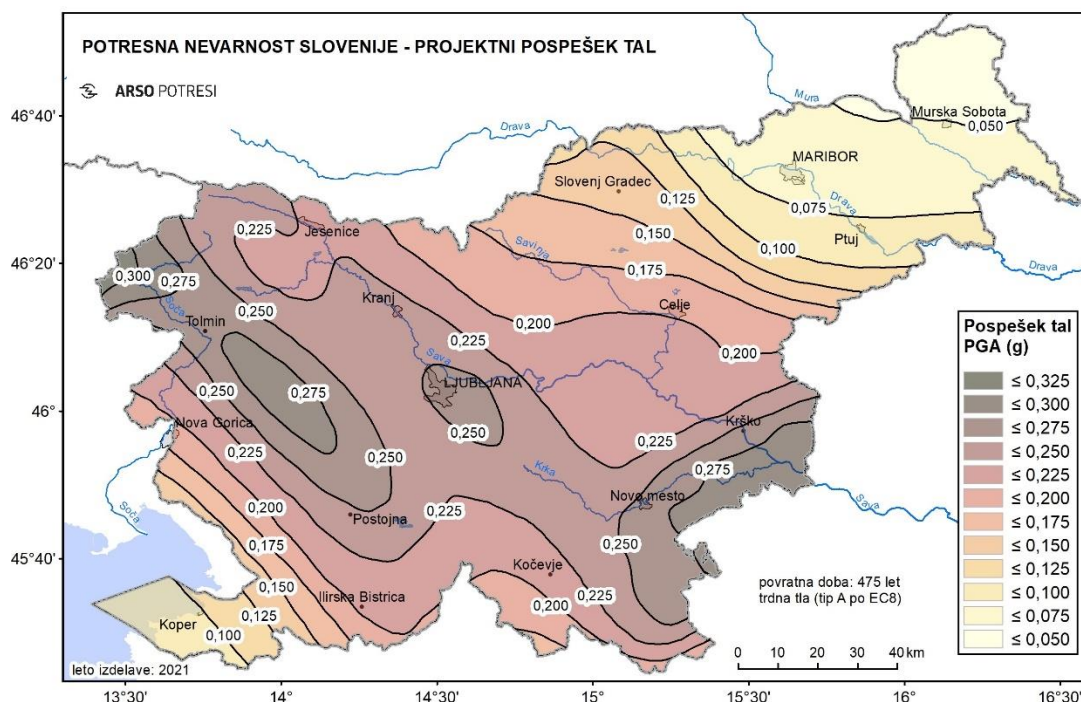 POTRESNA NEVARNOST SLOVENIJE - PROJEKTNI POSPEŠEK TAL
ARSO POTRESI
46°40'
46°20'
46°
45°40'
Mura
Murska Sobota
0,050
Drava
MARIBOR
Slovenj Gradec
0,125
0,075
Drava
0,150
0,100
Ptuj
0,225
Jesenice
Savinja
0,175
Drava
0,300
0,275
Soča
Kranj
Celje
0,250
0,200
Tolmin
0,225
0,200
Sava
0,275
LJUBLJANA
0,250
Nova Gorica
0,250
0,225
Krško
0,225
0,250
Krka
0,275
Soča
Novo mesto
0,200
Postojna
0,225
Sava
0,175
0,250
Kočevje
0,150
Ilirska Bistrica
0,200
0,225
0,125
Koper
0,100
povratna doba: 475 let
trdna tla (tip A po EC8)
0 10 20 30 40 km
leto izdelave: 2021
13°30'
14°
14°30'
15°
15°30'
16°
16°30'
Pospešek tal
PGA (g)
≤ 0,325
≤ 0,300
≤ 0,275
≤ 0,250
≤ 0,225
≤ 0,200
≤ 0,175
≤ 0,150
≤ 0,125
≤ 0,100
≤ 0,075
≤ 0,050